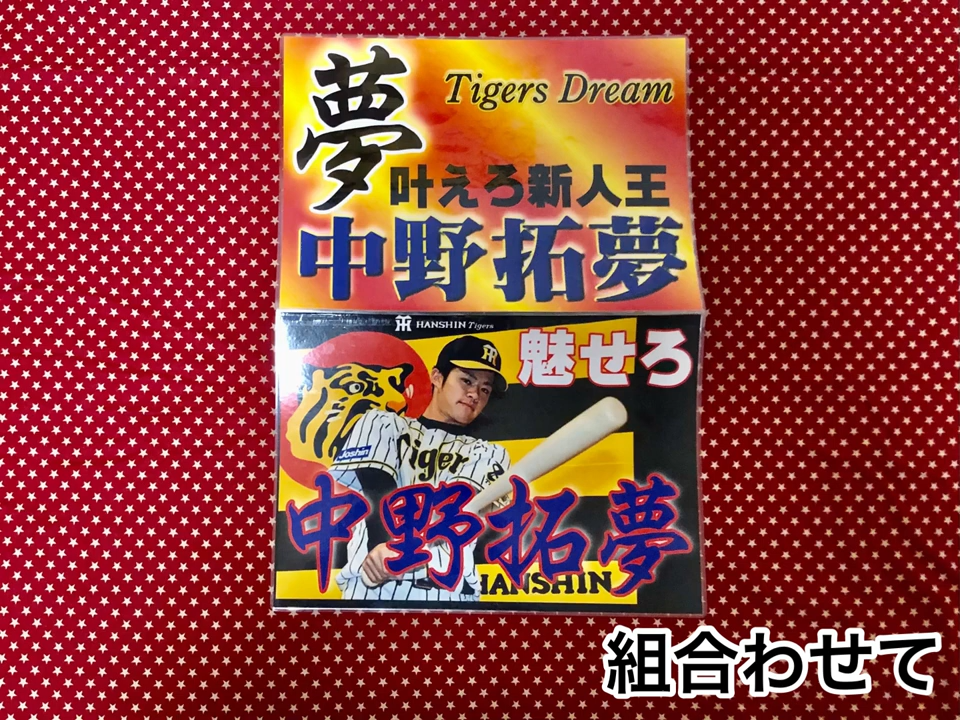 夢
Tigers Dream
叶えろ新人王
中野拓夢
HANSHIN Tigers
魅せろ
Joshin
Tiger
中野拓夢
HANSHIN
組合わせて